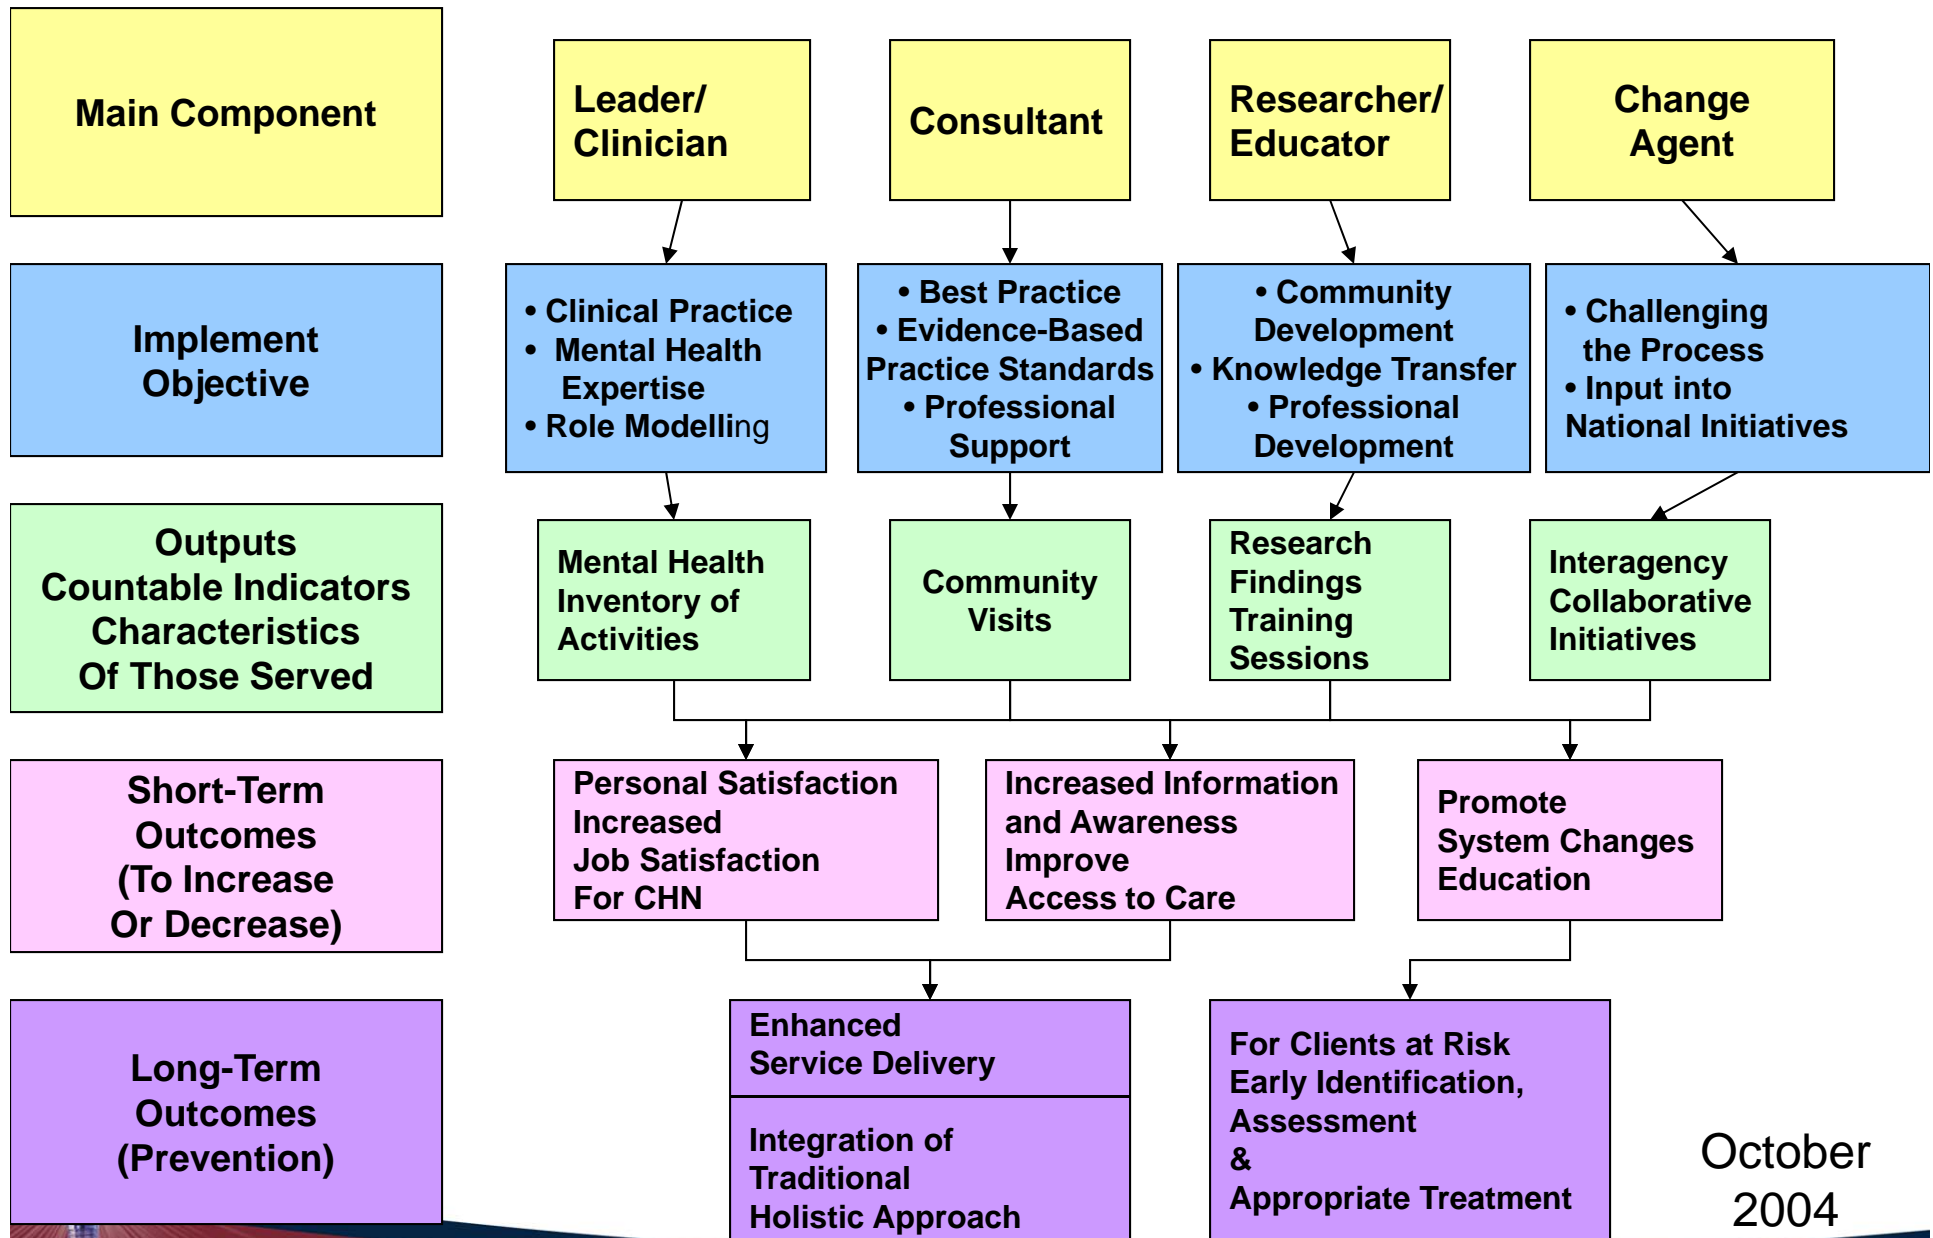 Main Component
Leader/
Clinician
Consultant
Researcher/
Educator
Change
Agent
Implement
Objective
• Clinical Practice
• Mental Health
Expertise
• Role Modelling
• Best Practice
• Evidence-Based
Practice Standards
• Professional
Support
• Community
Development
• Knowledge Transfer
• Professional
Development
• Challenging
the Process
• Input into
National Initiatives
Outputs
Countable Indicators
Characteristics
Of Those Served
Mental Health
Inventory of
Activities
Community
Visits
Research
Findings
Training
Sessions
Interagency
Collaborative
Initiatives
Short-Term
Outcomes
(To Increase
Or Decrease)
Personal Satisfaction
Increased
Job Satisfaction
For CHN
Increased Information
and Awareness
Improve
Access to Care
Promote
System Changes
Education
Long-Term
Outcomes
(Prevention)
Enhanced
Service Delivery
Integration of
Traditional
Holistic Approach
For Clients at Risk
Early Identification,
Assessment
&
Appropriate Treatment
October
2004